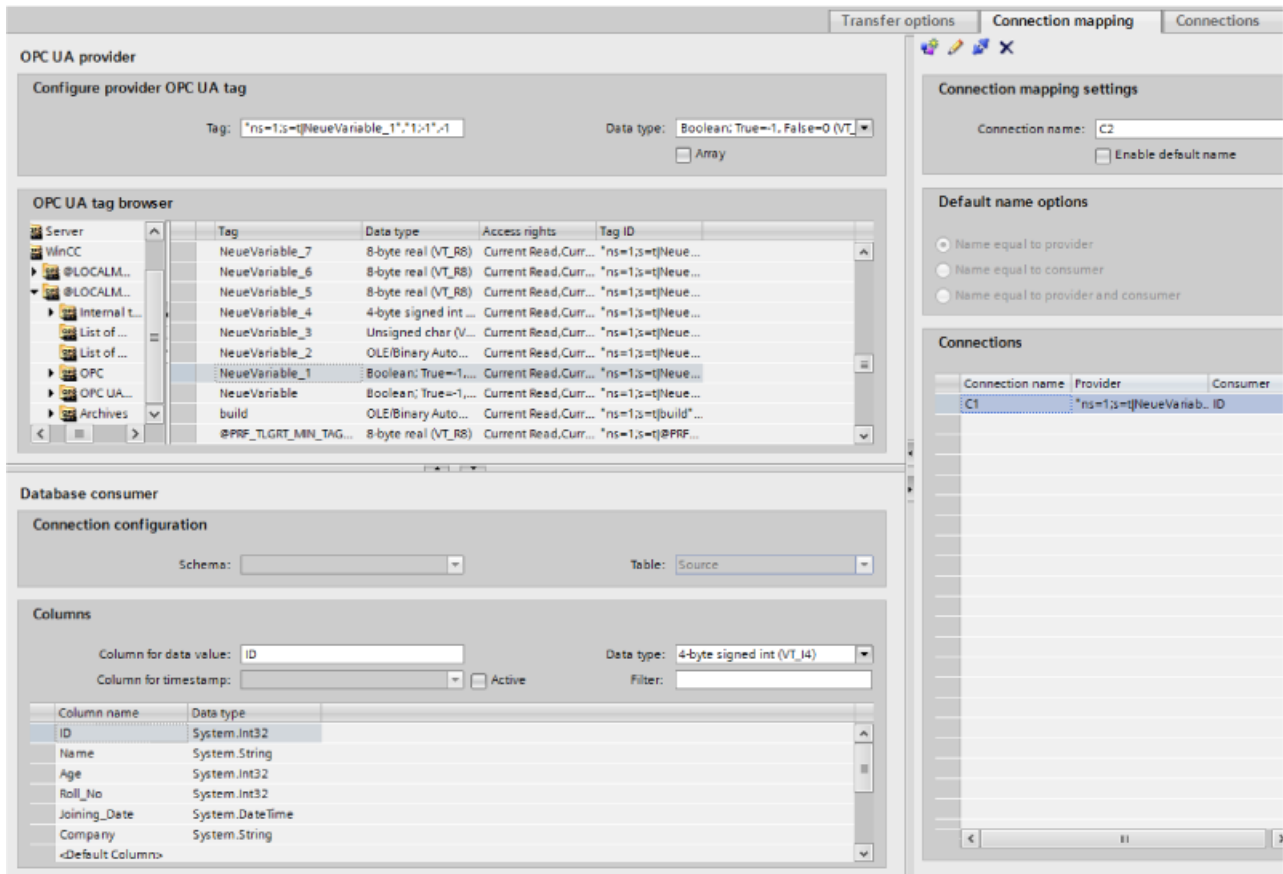 Transfer options Connection mapping Connections
OPC UA provider
Configure provider OPC UA tag
Tag: "ns=1;s=t|NeueVariable_1","1;-1",-1 Data type: Boolean; True=-1, False=0 (VT_
Array
OPC UA tag browser
Server
WinCC
@LOCALM...
@LOCALM...
Internal t...
List of ...
List of ...
OPC
OPC UA...
Archives
Tag Data type Access rights Tag ID
NeueVariable_7 8-byte real (VT_R8) Current Read,Curr... "ns=1;s=t|Neue...
NeueVariable_6 8-byte real (VT_R8) Current Read,Curr... "ns=1;s=t|Neue...
NeueVariable_5 8-byte real (VT_R8) Current Read,Curr... "ns=1;s=t|Neue...
NeueVariable_4 4-byte signed int ... Current Read,Curr... "ns=1;s=t|Neue...
NeueVariable_3 Unsigned char (V... Current Read,Curr... "ns=1;s=t|Neue...
NeueVariable_2 OLE/Binary Auto... Current Read,Curr... "ns=1;s=t|Neue...
NeueVariable_1 Boolean; True=-1,... Current Read,Curr... "ns=1;s=t|Neue...
NeueVariable Boolean; True=-1,... Current Read,Curr... "ns=1;s=t|Neue...
build OLE/Binary Auto... Current Read,Curr... "ns=1;s=t|build"...
@PRF_TLGRT_MIN_TAG... 8-byte real (VT_R8) Current Read,Curr... "ns=1;s=t|@PRF...
Database consumer
Connection configuration
Schema: Table: Source
Columns
Column for data value: ID Data type: 4-byte signed int (VT_I4)
Column for timestamp: Active Filter:
Column name Data type
ID System.Int32
Name System.String
Age System.Int32
Roll_No System.Int32
Joining_Date System.DateTime
Company System.String
<Default Column>
Connection mapping settings
Connection name: C2
Enable default name
Default name options
Name equal to provider
Name equal to consumer
Name equal to provider and consumer
Connections
Connection name Provider Consumer
C1 "ns=1;s=t|NeueVariab... ID